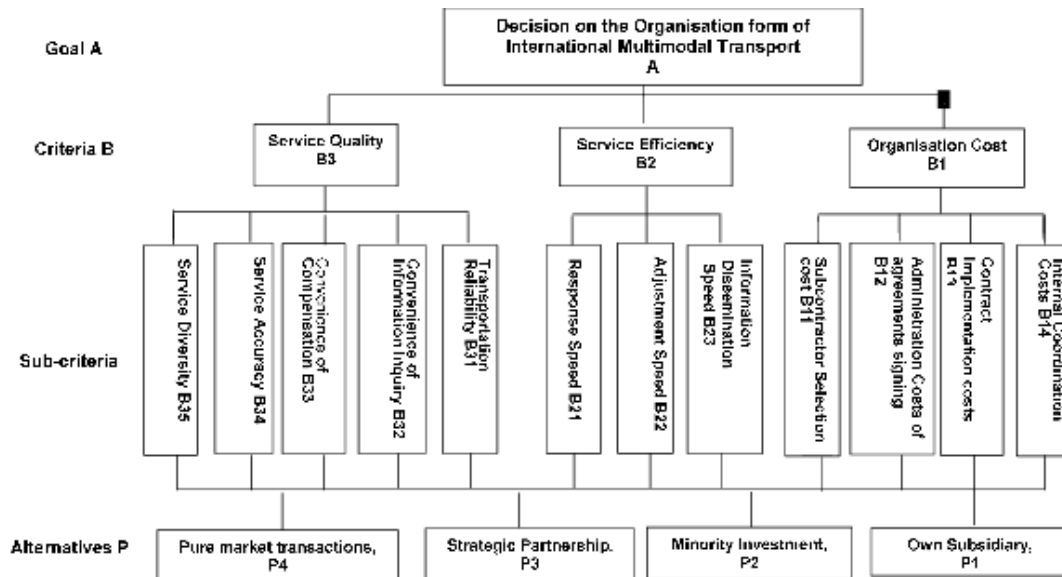 Decision on the Organisation form of
International Multimodal Transport
A
Goal A
Criteria B
Service Quality
B3
Service Efficiency
B2
Organisation Cost
B1
Sub-criteria
Service Diversity B35
Service Accuracy B34
Convenience of
Compensation B33
Convenience of
Information Inquiry B32
Transportation
Reliability B31
Response Speed B21
Adjustment Speed B22
Information
Dissemination
Speed B23
Subcontractor Selection
cost B11
Administration Costs of
agreements signing
B12
Contract
Implementation costs
B13
Internal Coordination
Costs B14
Alternatives P
Pure market transactions,
P4
Strategic Partnership,
P3
Minority Investment,
P2
Own Subsidiary,
P1